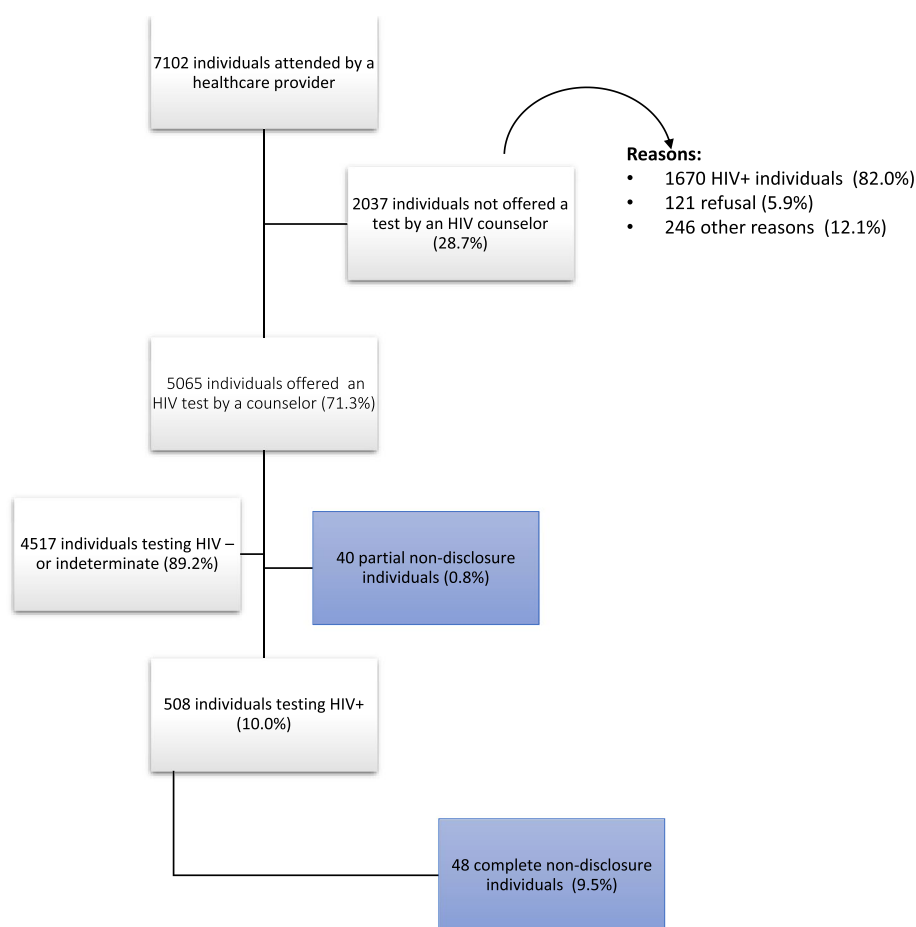 7102 individuals attended by a
healthcare provider
2037 individuals not offered a
test by an HIV counselor
(28.7%)
Reasons:
• 1670 HIV+ individuals (82.0%)
• 121 refusal (5.9%)
• 246 other reasons (12.1%)
5065 individuals offered an
HIV test by a counselor (71.3%)
4517 individuals testing HIV –
or indeterminate (89.2%)
40 partial non-disclosure
individuals (0.8%)
508 individuals testing HIV+
(10.0%)
48 complete non-disclosure
individuals (9.5%)